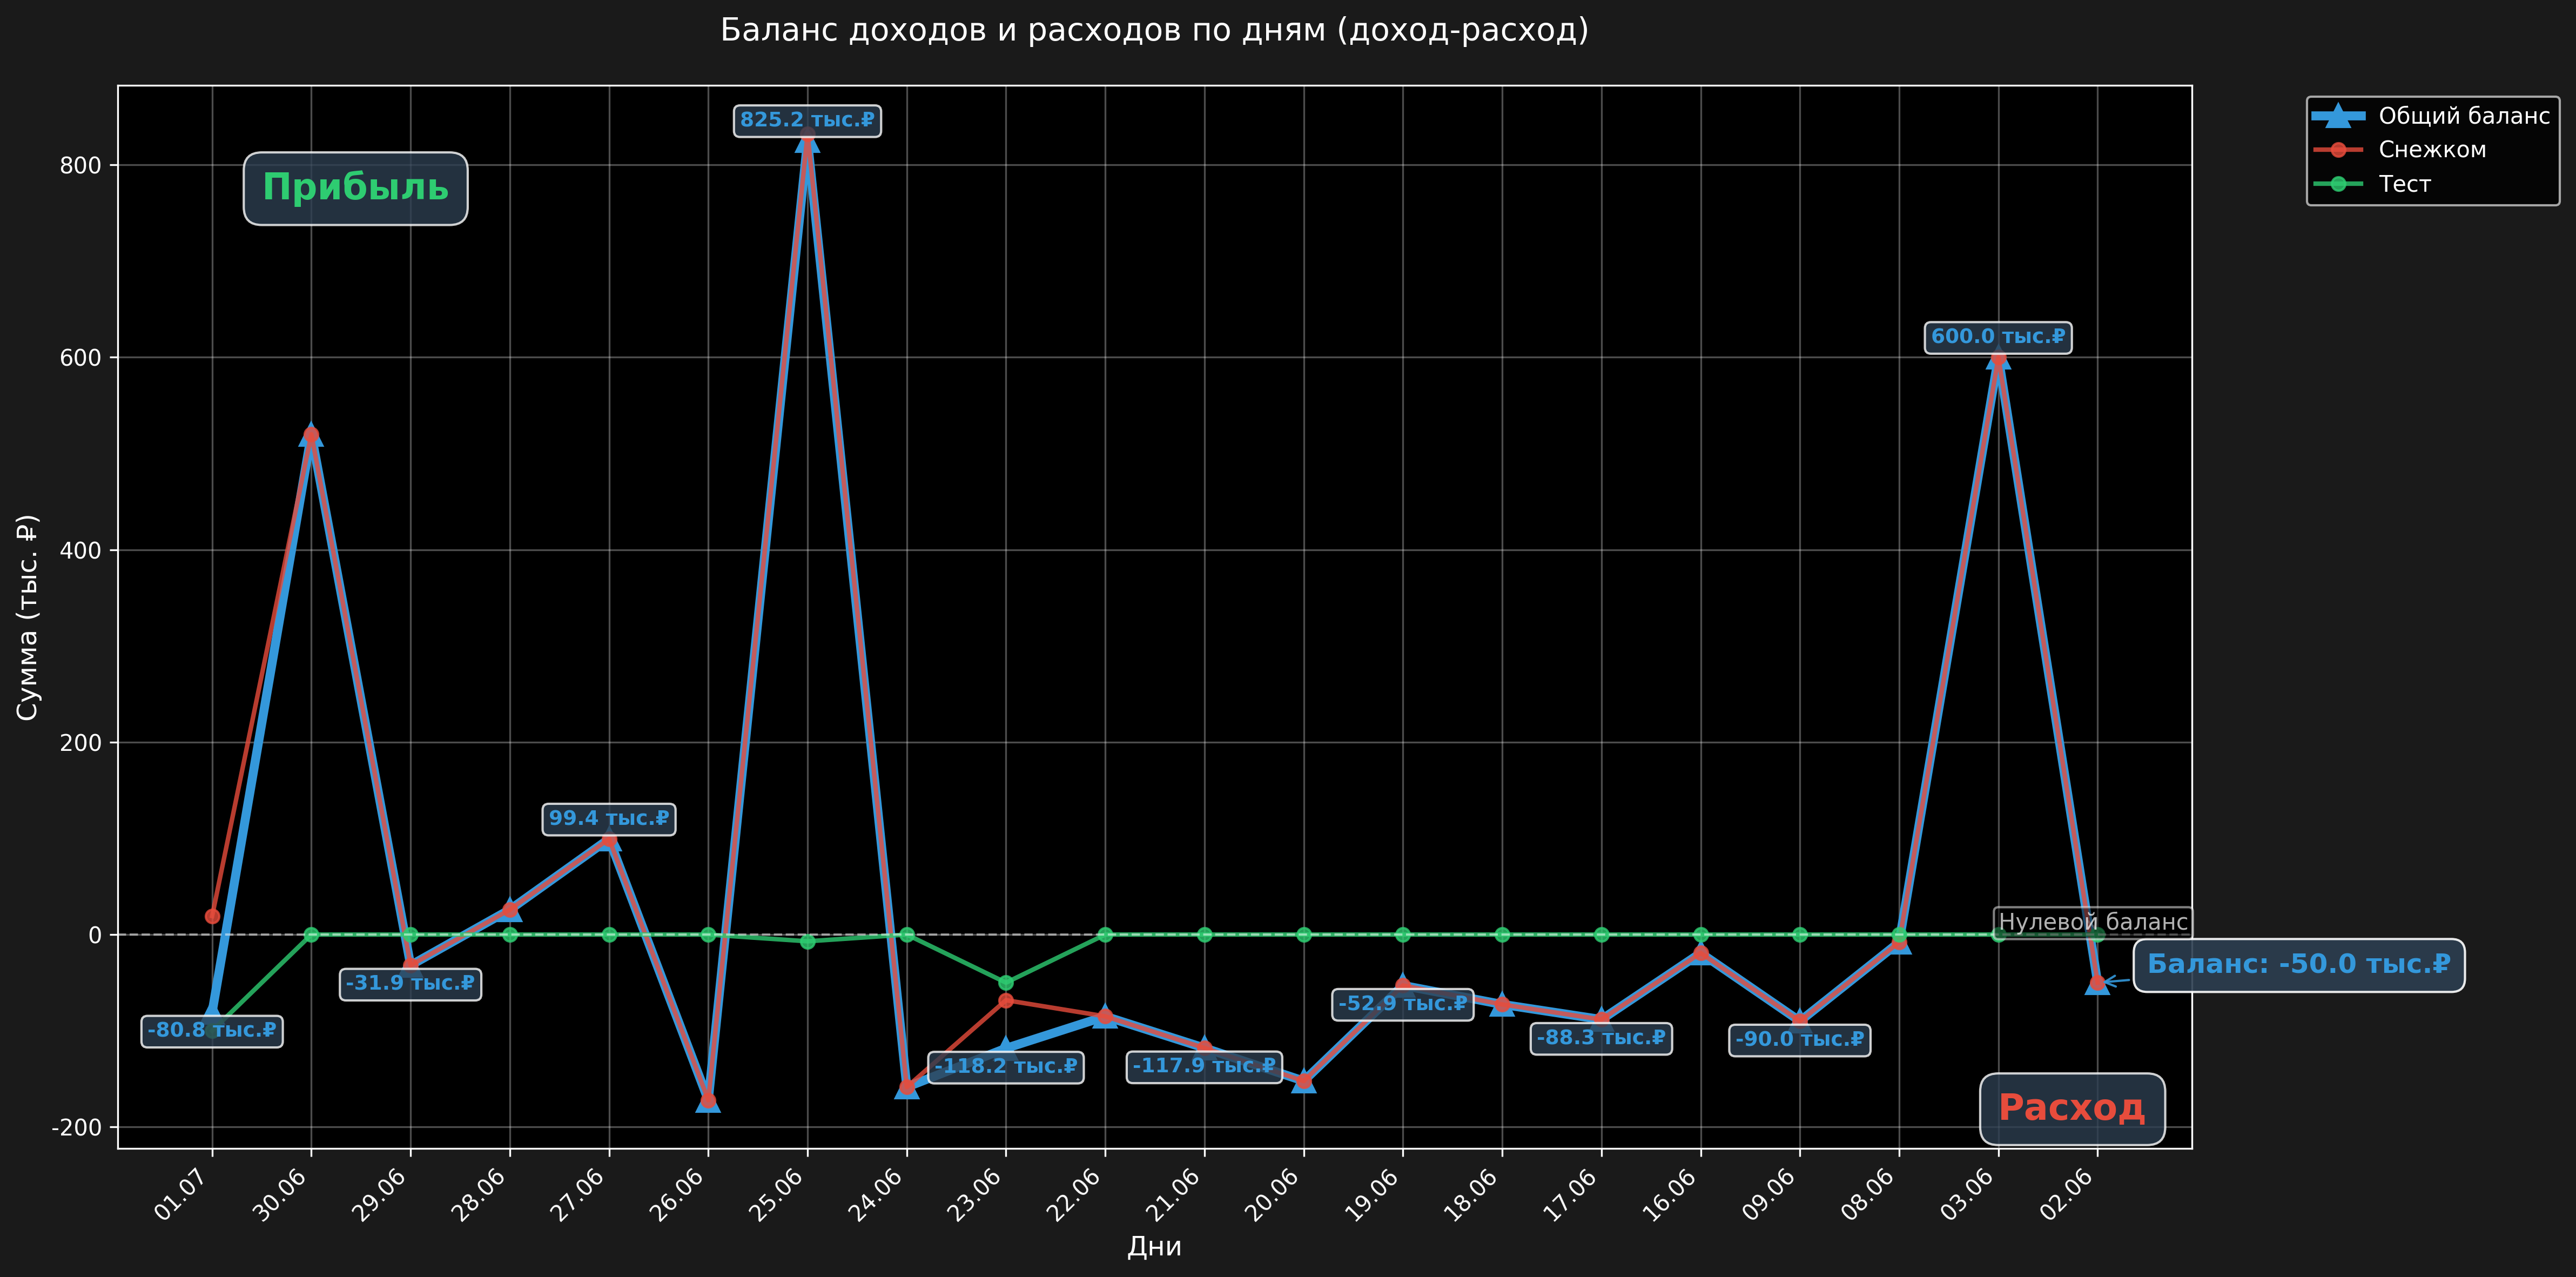 Баланс доходов и расходов по дням (доход-расход)
Общий баланс
Снежком
Тест
Прибыль
825.2 тыс.₽
600.0 тыс.₽
99.4 тыс.₽
-31.9 тыс.₽
-80.8 тыс.₽
-118.2 тыс.₽
-117.9 тыс.₽
-52.9 тыс.₽
-88.3 тыс.₽
-90.0 тыс.₽
Нулевой баланс
Баланс: -50.0 тыс.₽
Расход
Сумма (тыс. ₽)
800
600
400
200
0
-200
01.07
30.06
29.06
28.06
27.06
26.06
25.06
24.06
23.06
22.06
21.06
20.06
19.06
18.06
17.06
16.06
09.06
08.06
03.06
02.06
Дни